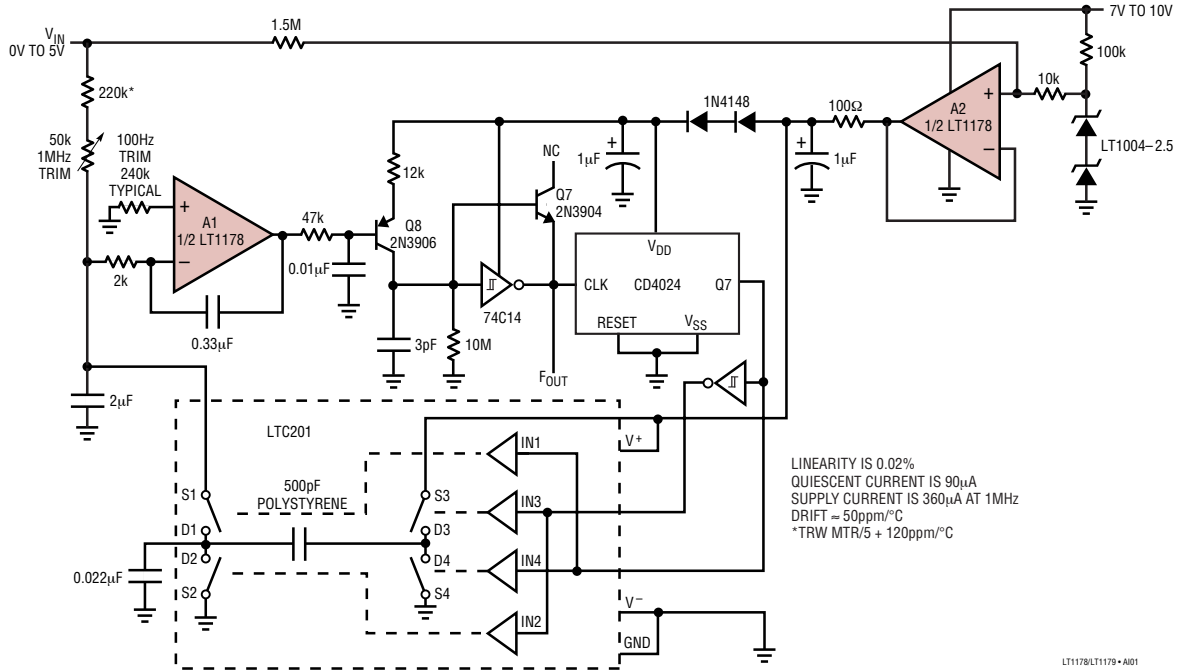 V_IN
0V TO 5V
1.5M
7V TO 10V
100k
10k
220k*
50k
1MHz
TRIM
100Hz
TRIM
240k
TYPICAL
A1
1/2 LT1178
+
–
2k
0.33µF
47k
0.01µF
12k
Q8
2N3906
NC
Q7
2N3904
+
1µF
1N4148
100Ω
+
1µF
A2
1/2 LT1178
+
–
LT1004–2.5
74C14
3pF
10M
F_OUT
V_DD
CLK
CD4024
Q7
RESET
V_SS
2µF
LTC201
500pF
POLYSTYRENE
S1
D1
D2
S2
S3
D3
D4
S4
IN1
IN3
IN4
IN2
V+
V–
GND
0.022µF
LINEARITY IS 0.02%
QUIESCENT CURRENT IS 90µA
SUPPLY CURRENT IS 360µA AT 1MHz
DRIFT ≈ 50ppm/°C
*TRW MTR/5 + 120ppm/°C
LT1178/LT1179 • AI01